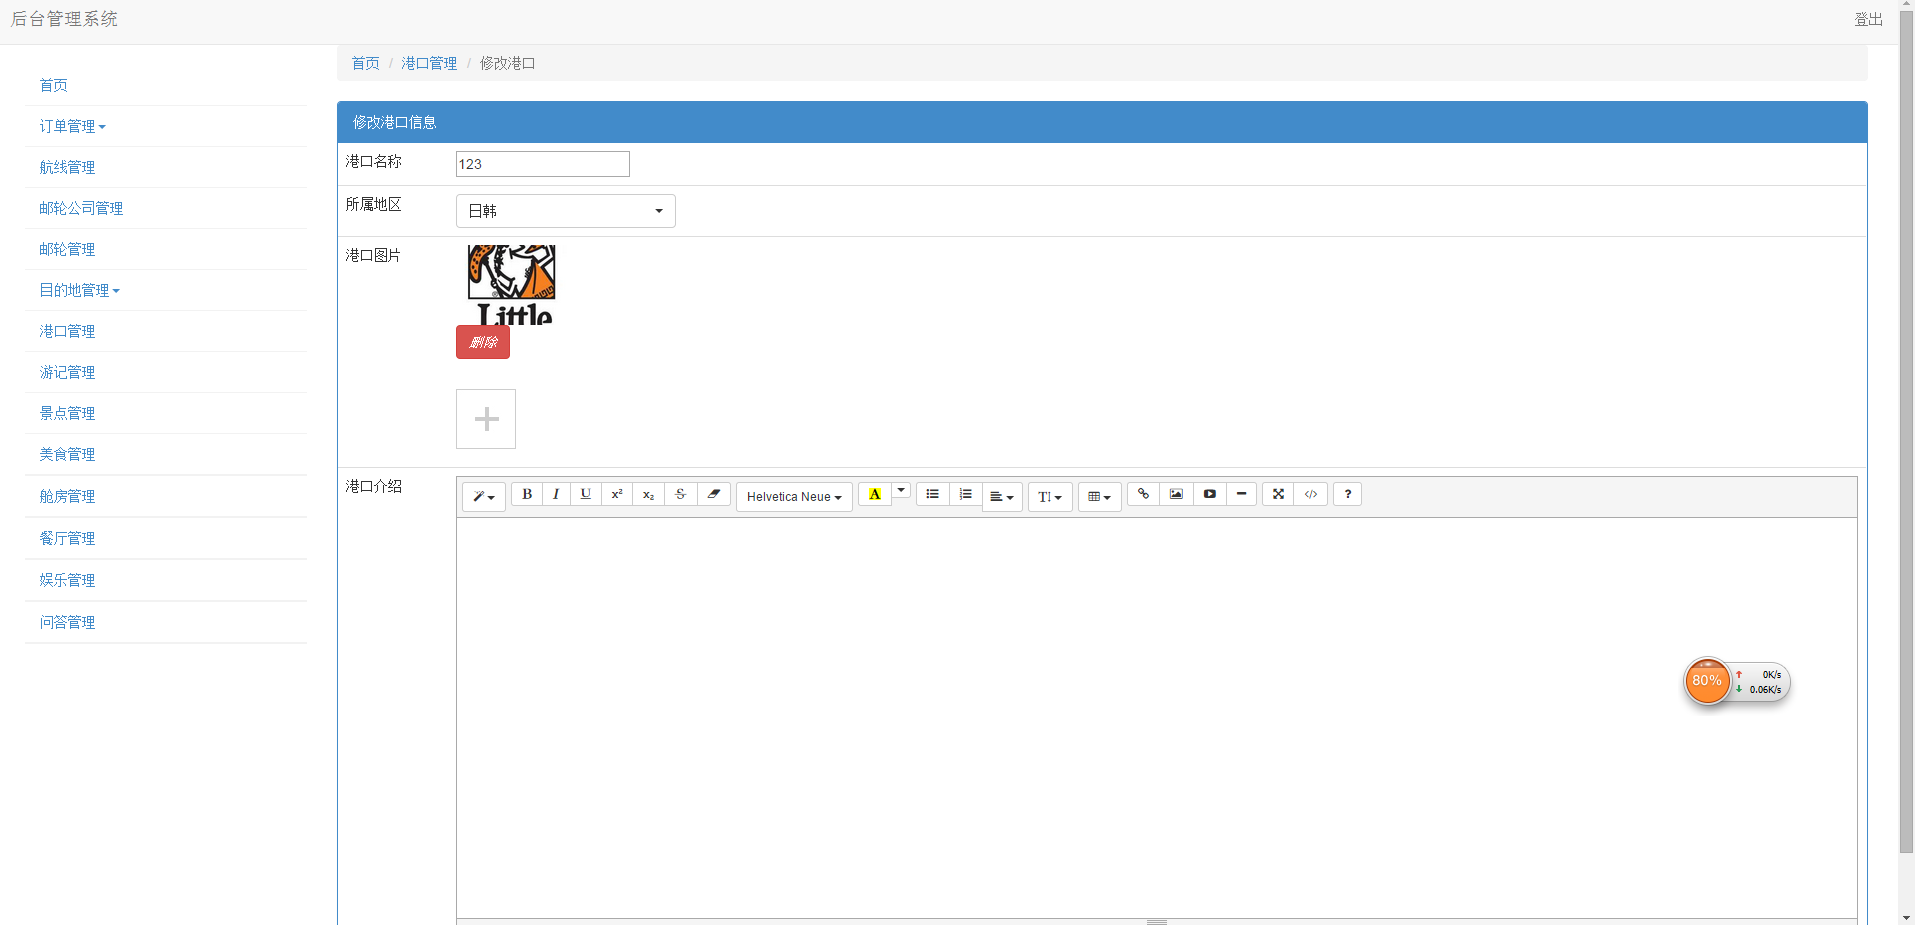 后台管理系统
登出
首页
订单管理
航线管理
邮轮公司管理
邮轮管理
目的地管理
港口管理
游记管理
景点管理
美食管理
舱房管理
餐厅管理
娱乐管理
问答管理
首页 / 港口管理 / 修改港口
修改港口信息
港口名称 123
所属地区 日韩
港口图片
Little
删除
港口介绍
B I U x² x₂ S Helvetica Neue A TI </> ?
80%
0K/s
0.06K/s